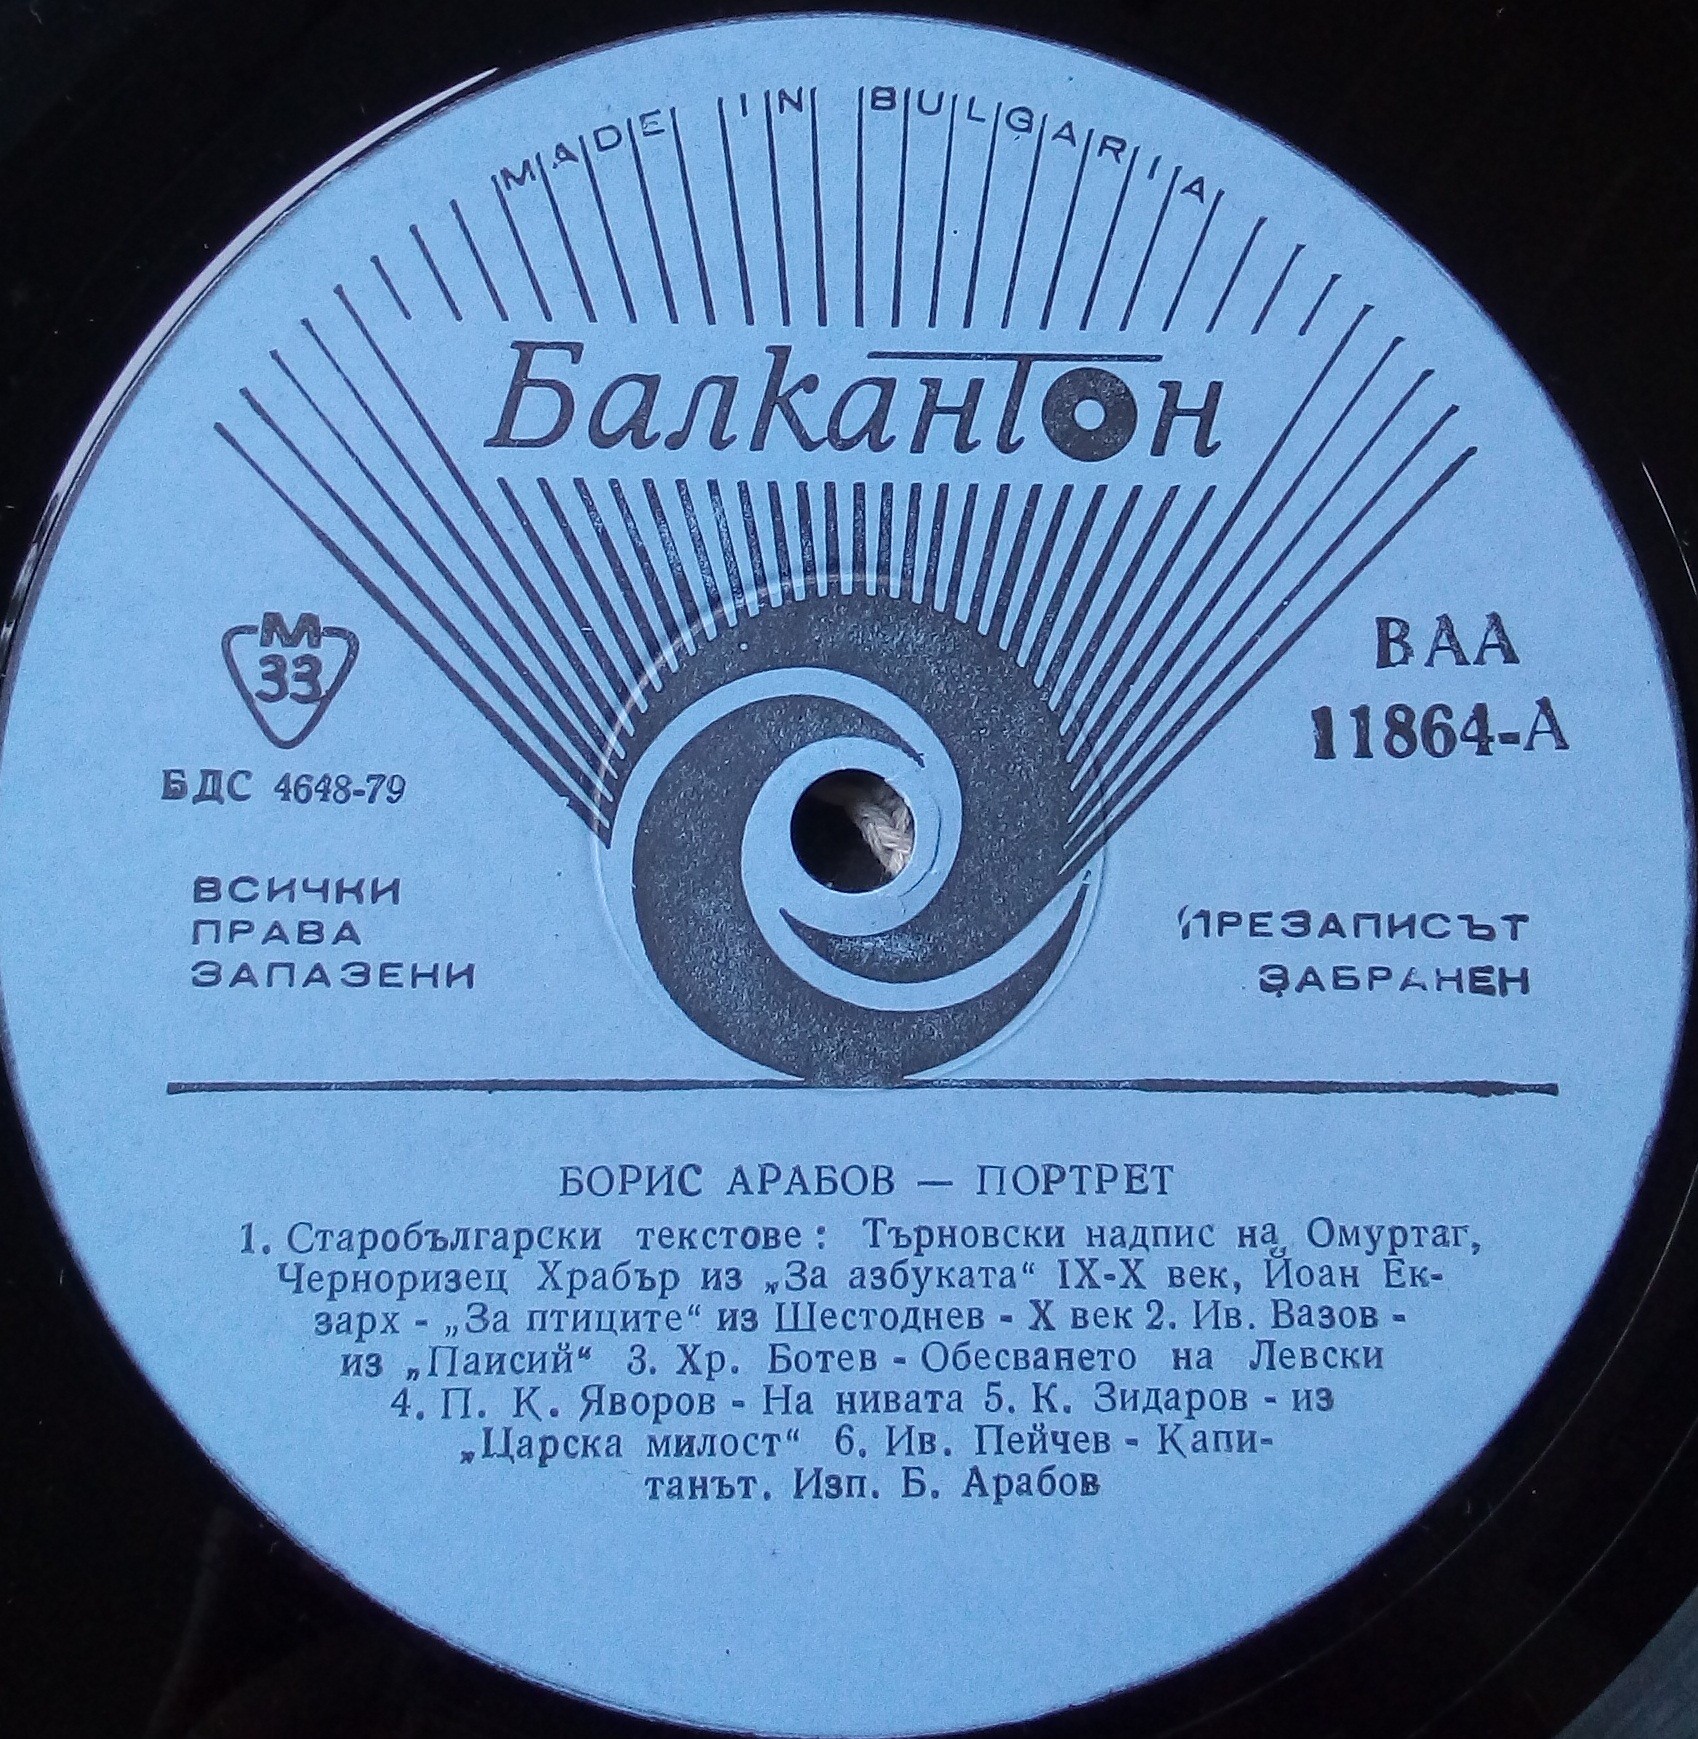 MADE IN BULGARIA
Балкантон
М
33
БДС 4648-79
ВАА
11864-А
ВСИЧКИ
ПРАВА
ЗАПАЗЕНИ
ПРЕЗАПИСЪТ
ЗАБРАНЕН
БОРИС АРАБОВ — ПОРТРЕТ
1. Старобългарски текстове : Търновски надпис на Омуртаг,
Черноризец Храбър из „За азбуката“ IX-X век, Йоан Ек-
зарх - „За птиците“ из Шестоднев - X век 2. Ив. Вазов -
из „Паисий“ 3. Хр. Ботев - Обесването на Левски
4. П. К. Яворов - На нивата 5. К. Зидаров - из
„Царска милост“ 6. Ив. Пейчев - Капи-
танът. Изп. Б. Арабов